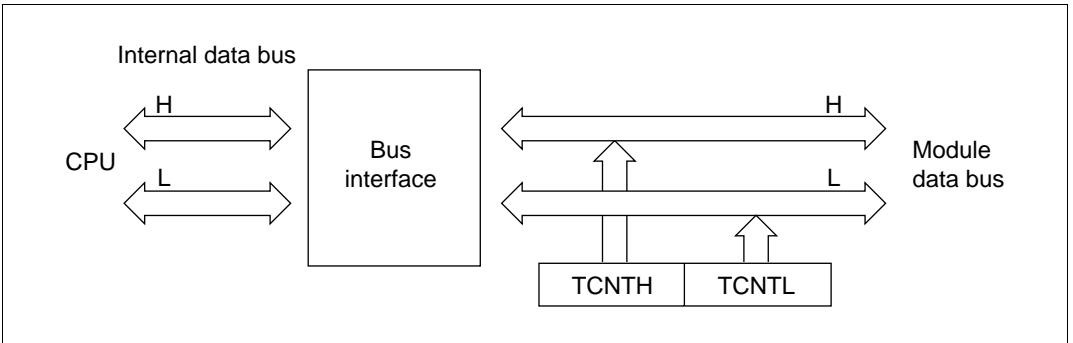 Internal data bus
H
H
CPU
Bus
interface
Module
data bus
L
L
TCNTH
TCNTL